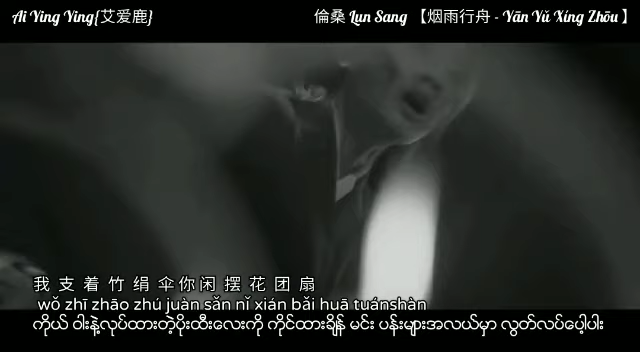 Ai Ying Ying{艾爱鹿}
倫桑 Lun Sang 【烟雨行舟 - Yān Yǔ Xíng Zhōu 】
我支着竹绢伞你闲摆花团扇
wǒ zhī zhāo zhú juàn sǎn nǐ xián bǎi huā tuánshàn
ကိုယ် ဝါးနဲ့လုပ်ထားတဲ့ပိုးထီးလေးကို ကိုင်ထားချိန် မင်း ပန်းများအလယ်မှာ လွတ်လပ်ပေါ့ပါး